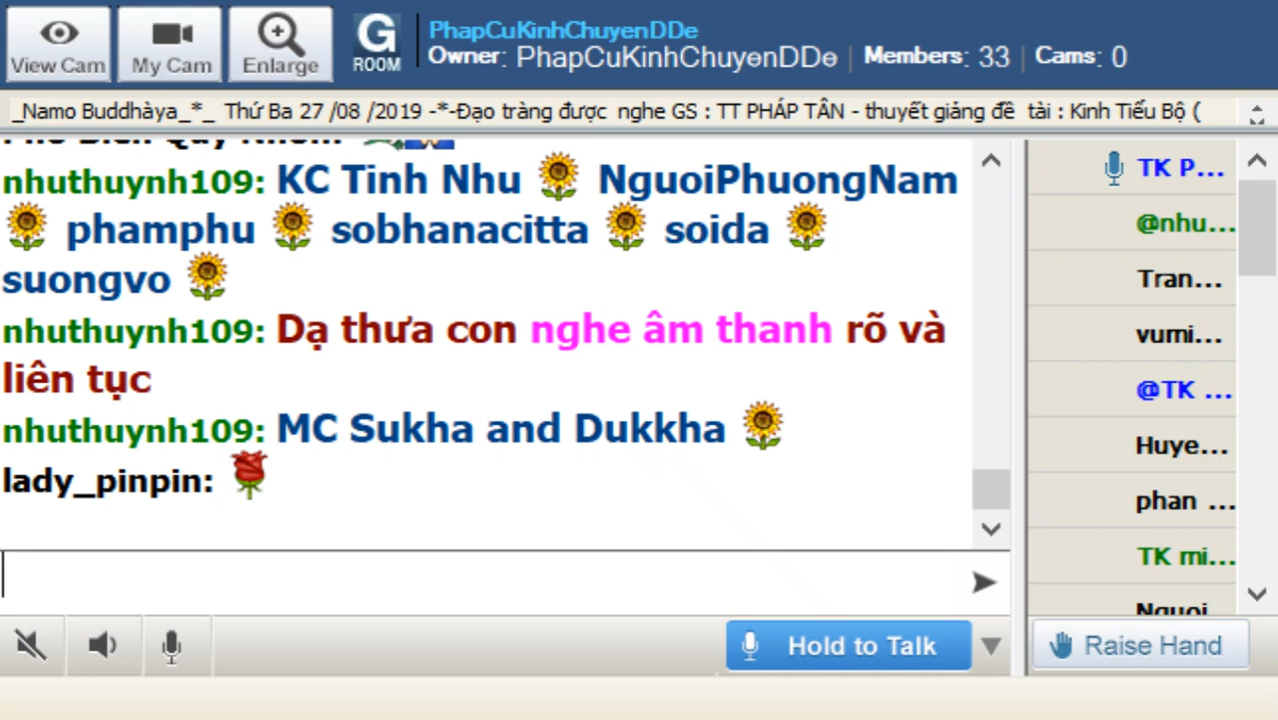 View Cam
My Cam
Enlarge
G
ROOM
PhapCuKinhChuyenDDe
Owner: PhapCuKinhChuyenDDe | Members: 33 | Cams: 0
_Namo Buddhàya_*_ Thứ Ba 27 /08 /2019 -*-Đạo tràng được nghe GS : TT PHÁP TÂN - thuyết giảng đề tài : Kinh Tiểu Bộ (
nhuthuynh109: KC Tinh Nhu NguoiPhuongNam
phamphu sobhanacitta soida
suongvo
nhuthuynh109: Dạ thưa con nghe âm thanh rõ và
liên tục
nhuthuynh109: MC Sukha and Dukkha
lady_pinpin:
TK P...
@nhu...
Tran...
vumi...
@TK ...
Huye...
phan ...
TK mi...
Nguoi
Hold to Talk
Raise Hand